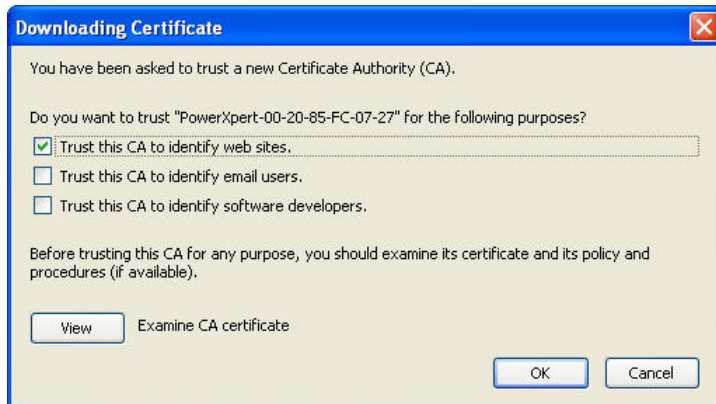 Downloading Certificate
You have been asked to trust a new Certificate Authority (CA).
Do you want to trust "PowerXpert-00-20-85-FC-07-27" for the following purposes?
Trust this CA to identify web sites.
Trust this CA to identify email users.
Trust this CA to identify software developers.
Before trusting this CA for any purpose, you should examine its certificate and its policy and
procedures (if available).
View Examine CA certificate
OK Cancel